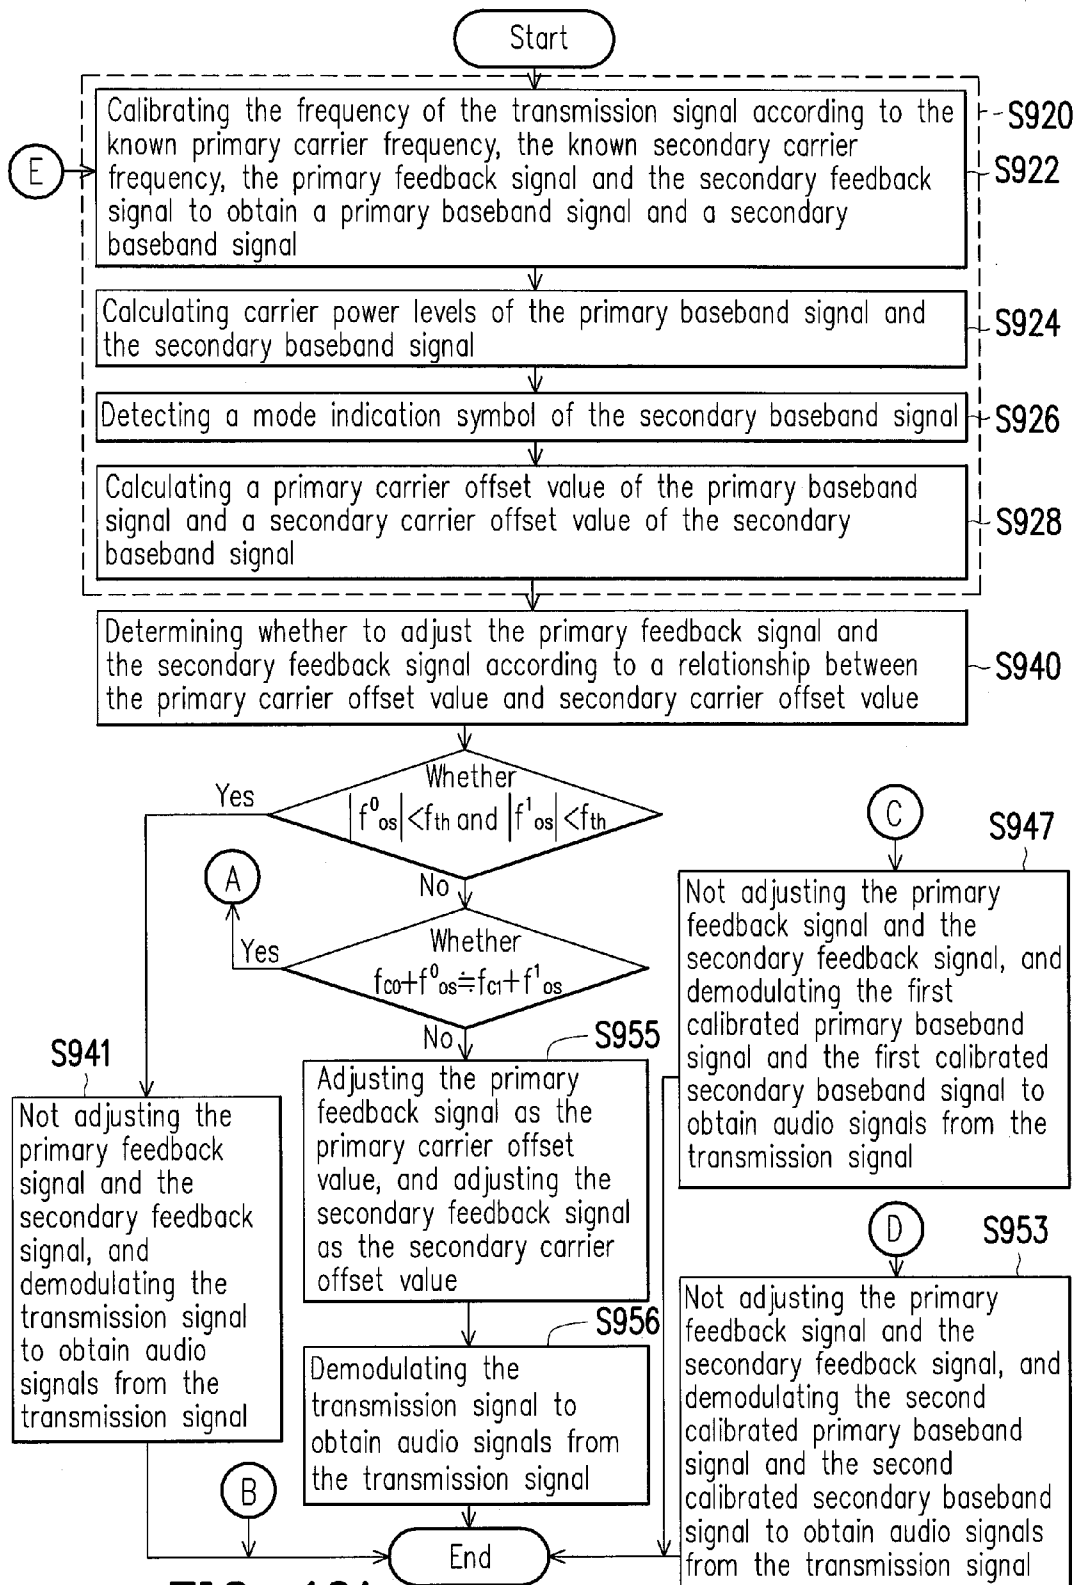 Start
Calibrating the frequency of the transmission signal according to the
known primary carrier frequency, the known secondary carrier
frequency, the primary feedback signal and the secondary feedback
signal to obtain a primary baseband signal and a secondary
baseband signal
S920
S922
E
Calculating carrier power levels of the primary baseband signal and
the secondary baseband signal
S924
Detecting a mode indication symbol of the secondary baseband signal
S926
Calculating a primary carrier offset value of the primary baseband
signal and a secondary carrier offset value of the secondary
baseband signal
S928
Determining whether to adjust the primary feedback signal and
the secondary feedback signal according to a relationship between
the primary carrier offset value and secondary carrier offset value
S940
Whether
|f⁰os|<fth and |f¹os|<fth
Yes
No
A
Whether
fC0+f⁰os≒fC1+f¹os
Yes
No
S941
Not adjusting the
primary feedback
signal and the
secondary feedback
signal, and
demodulating the
transmission signal
to obtain audio
signals from the
transmission signal
S955
Adjusting the primary
feedback signal as the
primary carrier offset
value, and adjusting the
secondary feedback signal
as the secondary carrier
offset value
S956
Demodulating the
transmission signal to
obtain audio signals from
the transmission signal
C
S947
Not adjusting the primary
feedback signal and the
secondary feedback signal, and
demodulating the first
calibrated primary baseband
signal and the first calibrated
secondary baseband signal to
obtain audio signals from the
transmission signal
D
S953
Not adjusting the primary
feedback signal and the
secondary feedback signal, and
demodulating the second
calibrated primary baseband
signal and the second
calibrated secondary baseband
signal to obtain audio signals
from the transmission signal
B
End